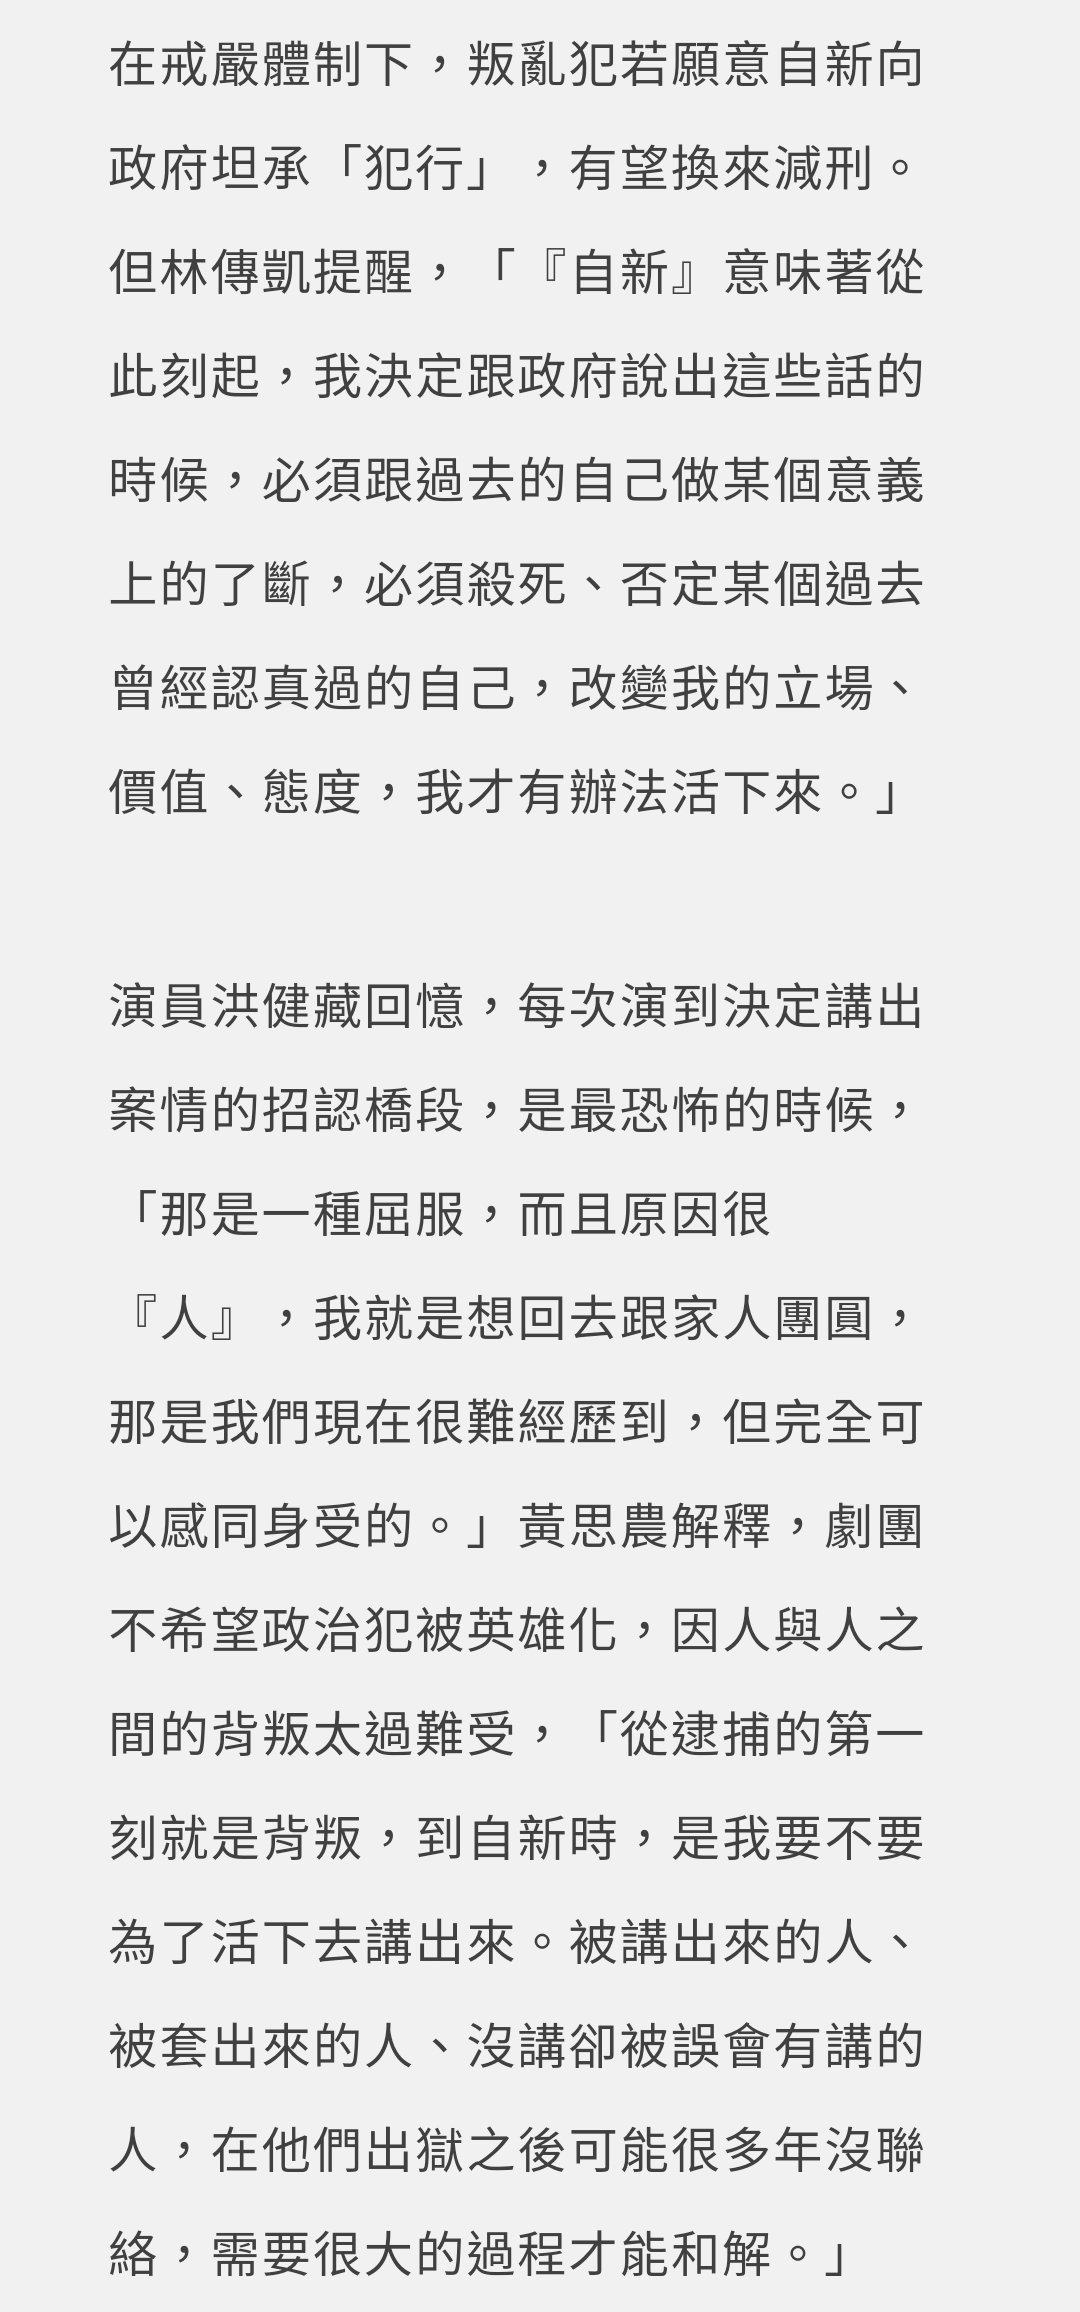 在戒嚴體制下，叛亂犯若願意自新向
政府坦承「犯行」，有望換來減刑。
但林傳凱提醒，「『自新』意味著從
此刻起，我決定跟政府說出這些話的
時候，必須跟過去的自己做某個意義
上的了斷，必須殺死、否定某個過去
曾經認真過的自己，改變我的立場、
價值、態度，我才有辦法活下來。」
演員洪健藏回憶，每次演到決定講出
案情的招認橋段，是最恐怖的時候，
「那是一種屈服，而且原因很
『人』，我就是想回去跟家人團圓，
那是我們現在很難經歷到，但完全可
以感同身受的。」黃思農解釋，劇團
不希望政治犯被英雄化，因人與人之
間的背叛太過難受，「從逮捕的第一
刻就是背叛，到自新時，是我要不要
為了活下去講出來。被講出來的人、
被套出來的人、沒講卻被誤會有講的
人，在他們出獄之後可能很多年沒聯
絡，需要很大的過程才能和解。」